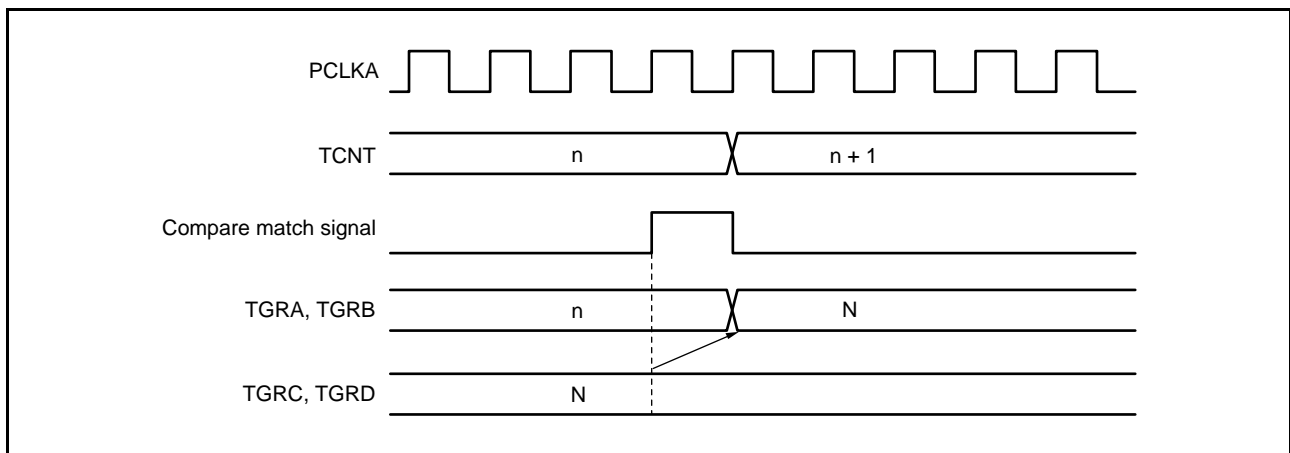 PCLKA
TCNT n n + 1
Compare match signal
TGRA, TGRB n N
TGRC, TGRD N